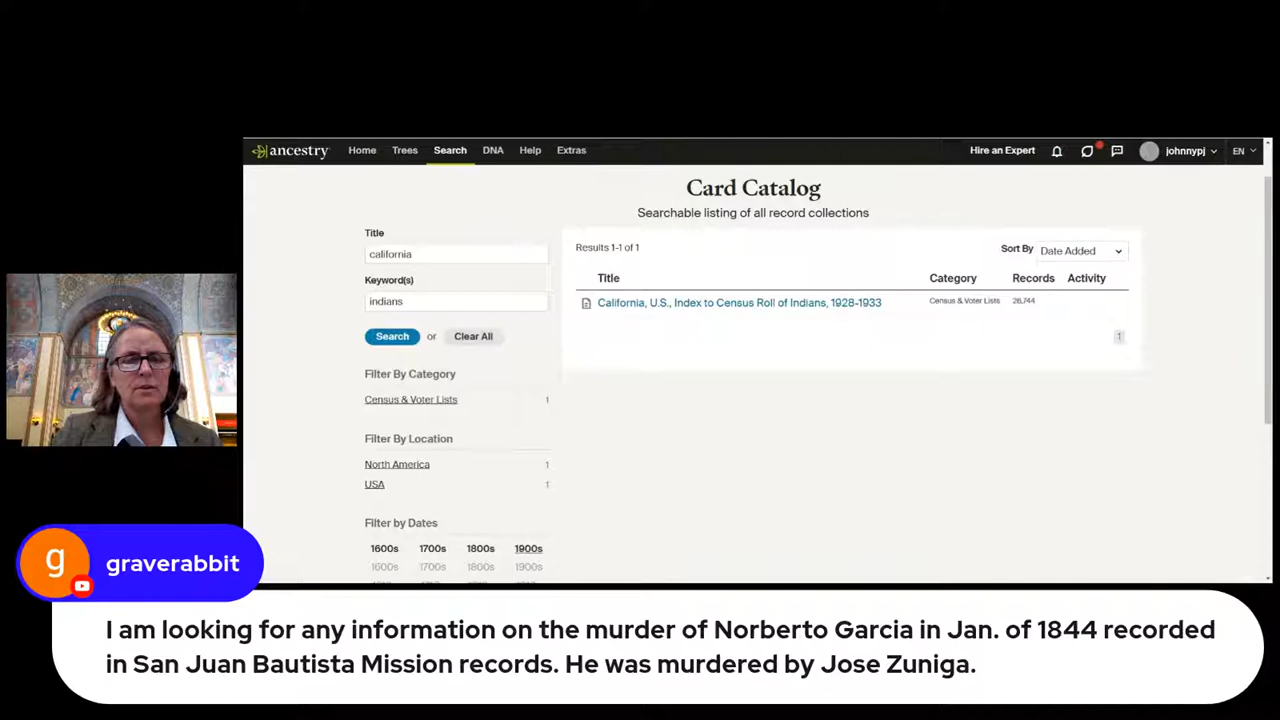 ancestry Home Trees Search DNA Help Extras Hire an Expert johnnypj EN
Card Catalog
Searchable listing of all record collections
Title
california
Keyword(s)
indians
Search or Clear All
Filter By Category
Census & Voter Lists 1
Filter By Location
North America 1
USA 1
Filter by Dates
1600s 1700s 1800s 1900s
1600s 1700s 1800s 1900s
Results 1-1 of 1 Sort By Date Added
Title Category Records Activity
California, U.S., Index to Census Roll of Indians, 1928-1933 Census & Voter Lists 26,744
1
g graverabbit
I am looking for any information on the murder of Norberto Garcia in Jan. of 1844 recorded
in San Juan Bautista Mission records. He was murdered by Jose Zuniga.